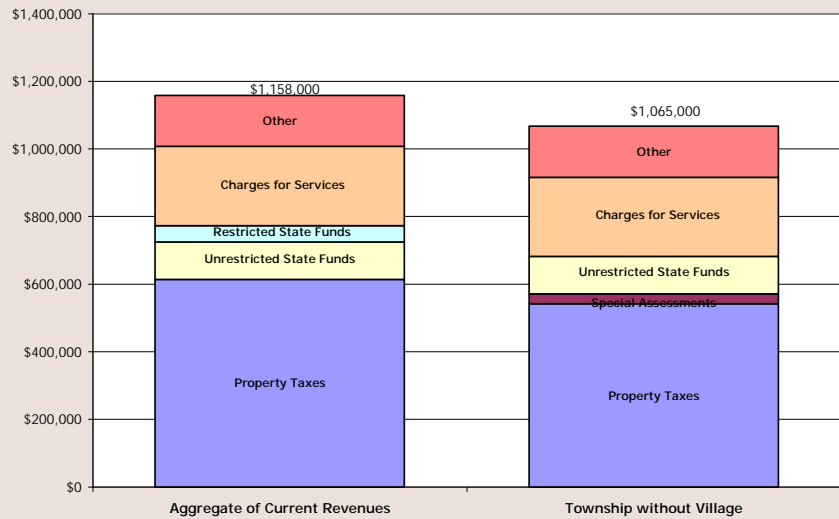 $1,400,000
$1,200,000
$1,000,000
$800,000
$600,000
$400,000
$200,000
$0
$1,158,000
Other
Charges for Services
Restricted State Funds
Unrestricted State Funds
Property Taxes
$1,065,000
Other
Charges for Services
Unrestricted State Funds
Special Assessments
Property Taxes
Aggregate of Current Revenues
Township without Village